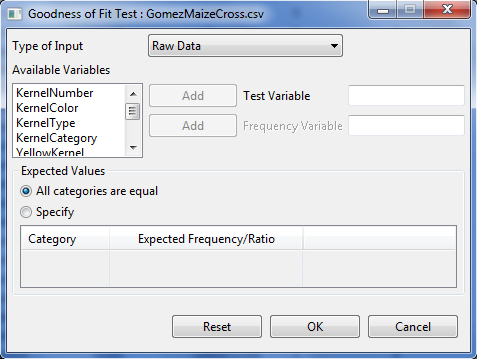 Goodness of Fit Test : GomezMaizeCross.csv
Type of Input Raw Data
Available Variables
KernelNumber
KernelColor
KernelType
KernelCategory
YellowKernel
Add Test Variable
Add Frequency Variable
Expected Values
All categories are equal
Specify
Category Expected Frequency/Ratio
Reset OK Cancel